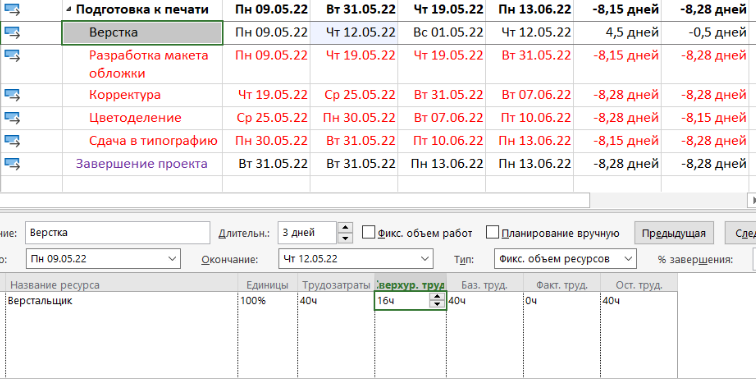 Подготовка к печати Пн 09.05.22 Вт 31.05.22 Чт 19.05.22 Пн 13.06.22 -8,15 дней -8,28 дней
Верстка Пн 09.05.22 Чт 12.05.22 Вс 01.05.22 Чт 12.05.22 4,5 дней -0,5 дней
Разработка макета обложки Пн 09.05.22 Чт 19.05.22 Чт 19.05.22 Вт 31.05.22 -8,15 дней -8,28 дней
Корректура Чт 19.05.22 Ср 25.05.22 Вт 31.05.22 Вт 07.06.22 -8,28 дней -8,28 дней
Цветоделение Ср 25.05.22 Пн 30.05.22 Вт 07.06.22 Пт 10.06.22 -8,28 дней -8,15 дней
Сдача в типографию Пн 30.05.22 Вт 31.05.22 Пт 10.06.22 Пн 13.06.22 -8,15 дней -8,28 дней
Завершение проекта Вт 31.05.22 Вт 31.05.22 Пн 13.06.22 Пн 13.06.22 -8,28 дней -8,28 дней
ние: Верстка Длительн.: 3 дней Фикс. объем работ Планирование вручную Предыдущая След
о: Пн 09.05.22 Окончание: Чт 12.05.22 Тип: Фикс. объем ресурсов % завершения:
Название ресурса Единицы Трудозатраты Сверхур. труд Баз. труд. Факт. труд. Ост. труд.
Верстальщик 100% 40ч 16ч 40ч 0ч 40ч